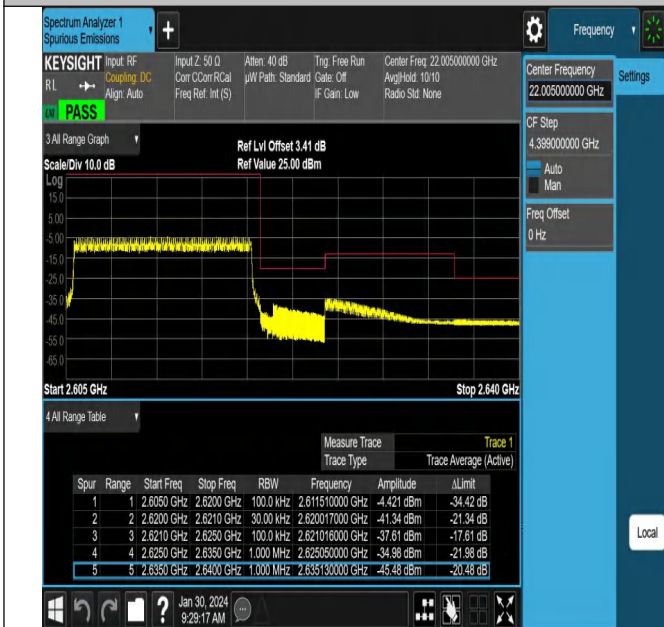 Spectrum Analyzer 1
Spurious Emissions
+
Frequency
KEYSIGHT Input: RF Input Z: 50 Ω Atten: 40 dB Trig: Free Run Center Freq: 22.005000000 GHz
RL Coupling: DC Corr CCorr RCal µW Path: Standard Gate: Off Avg|Hold: 10/10
Align: Auto Freq Ref: Int (S) IF Gain: Low Radio Std: None
PASS
Center Frequency
22.005000000 GHz
Settings
CF Step
4.399000000 GHz
Auto
Man
Freq Offset
0 Hz
Local
3 All Range Graph
Ref Lvl Offset 3.41 dB
Scale/Div 10.0 dB Ref Value 25.00 dBm
Log
15.0
5.00
-5.00
-15.0
-25.0
-35.0
-45.0
-55.0
-65.0
Start 2.605 GHz Stop 2.640 GHz
4 All Range Table
Measure Trace Trace 1
Trace Type Trace Average (Active)
Spur Range Start Freq Stop Freq RBW Frequency Amplitude ΔLimit
1 1 2.6050 GHz 2.6200 GHz 100.0 kHz 2.611510000 GHz -4.421 dBm -34.42 dB
2 2 2.6200 GHz 2.6210 GHz 30.00 kHz 2.620017000 GHz -41.34 dBm -21.34 dB
3 3 2.6210 GHz 2.6250 GHz 100.0 kHz 2.621016000 GHz -37.61 dBm -17.61 dB
4 4 2.6250 GHz 2.6350 GHz 1.000 MHz 2.625050000 GHz -34.98 dBm -21.98 dB
5 5 2.6350 GHz 2.6400 GHz 1.000 MHz 2.635130000 GHz -45.48 dBm -20.48 dB
? Jan 30, 2024
9:29:17 AM